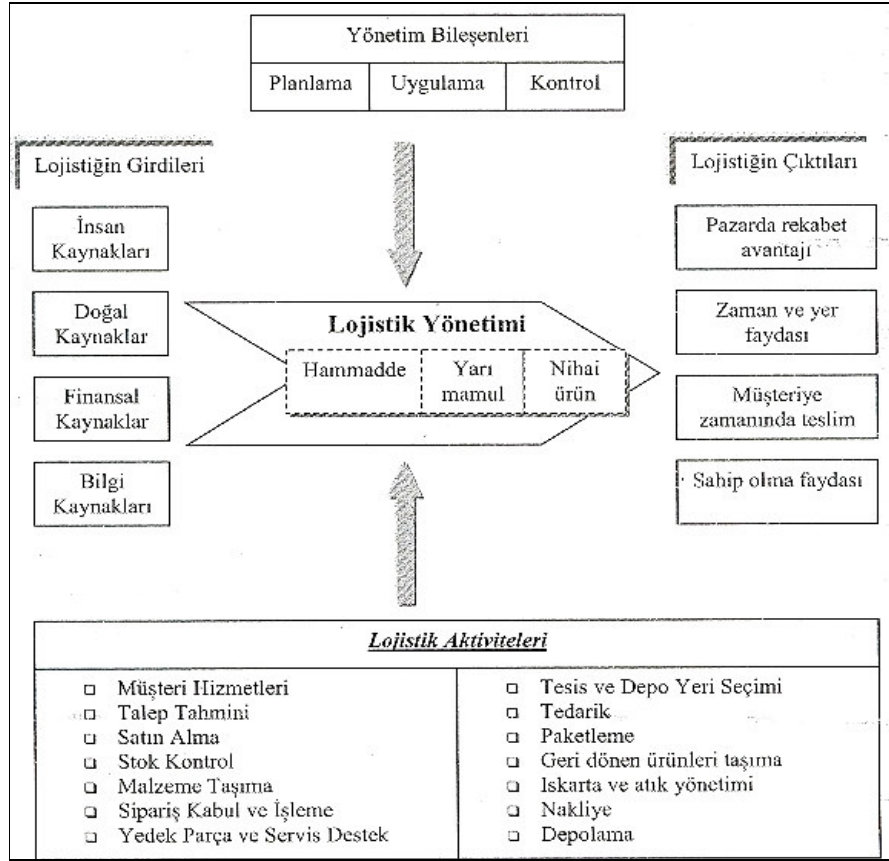 Yönetim Bileşenleri
Planlama Uygulama Kontrol
Lojistiğin Girdileri
İnsan
Kaynakları
Doğal
Kaynaklar
Finansal
Kaynaklar
Bilgi
Kaynakları
Lojistik Yönetimi
Hammadde
Yarı
mamul
Nihai
ürün
Lojistiğin Çıktıları
Pazarda rekabet
avantajı
Zaman ve yer
faydası
Müşteriye
zamanında teslim
Sahip olma faydası
Lojistik Aktiviteleri
Müşteri Hizmetleri
Talep Tahmini
Satın Alma
Stok Kontrol
Malzeme Taşıma
Sipariş Kabul ve İşleme
Yedek Parça ve Servis Destek
Tesis ve Depo Yeri Seçimi
Tedarik
Paketleme
Geri dönen ürünleri taşıma
Iskarta ve atık yönetimi
Nakliye
Depolama